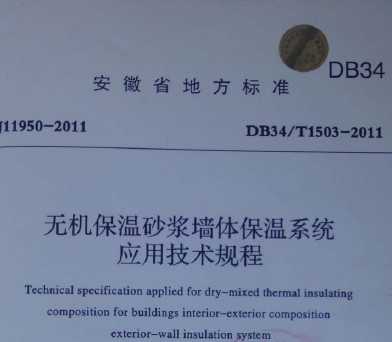 DB34
安徽省地方标准
J11950-2011
DB34/T1503-2011
无机保温砂浆墙体保温系统
应用技术规程
Technical specification applied for dry-mixed thermal insulating
composition for buildings interior-exterior composition
exterior-wall insulation system